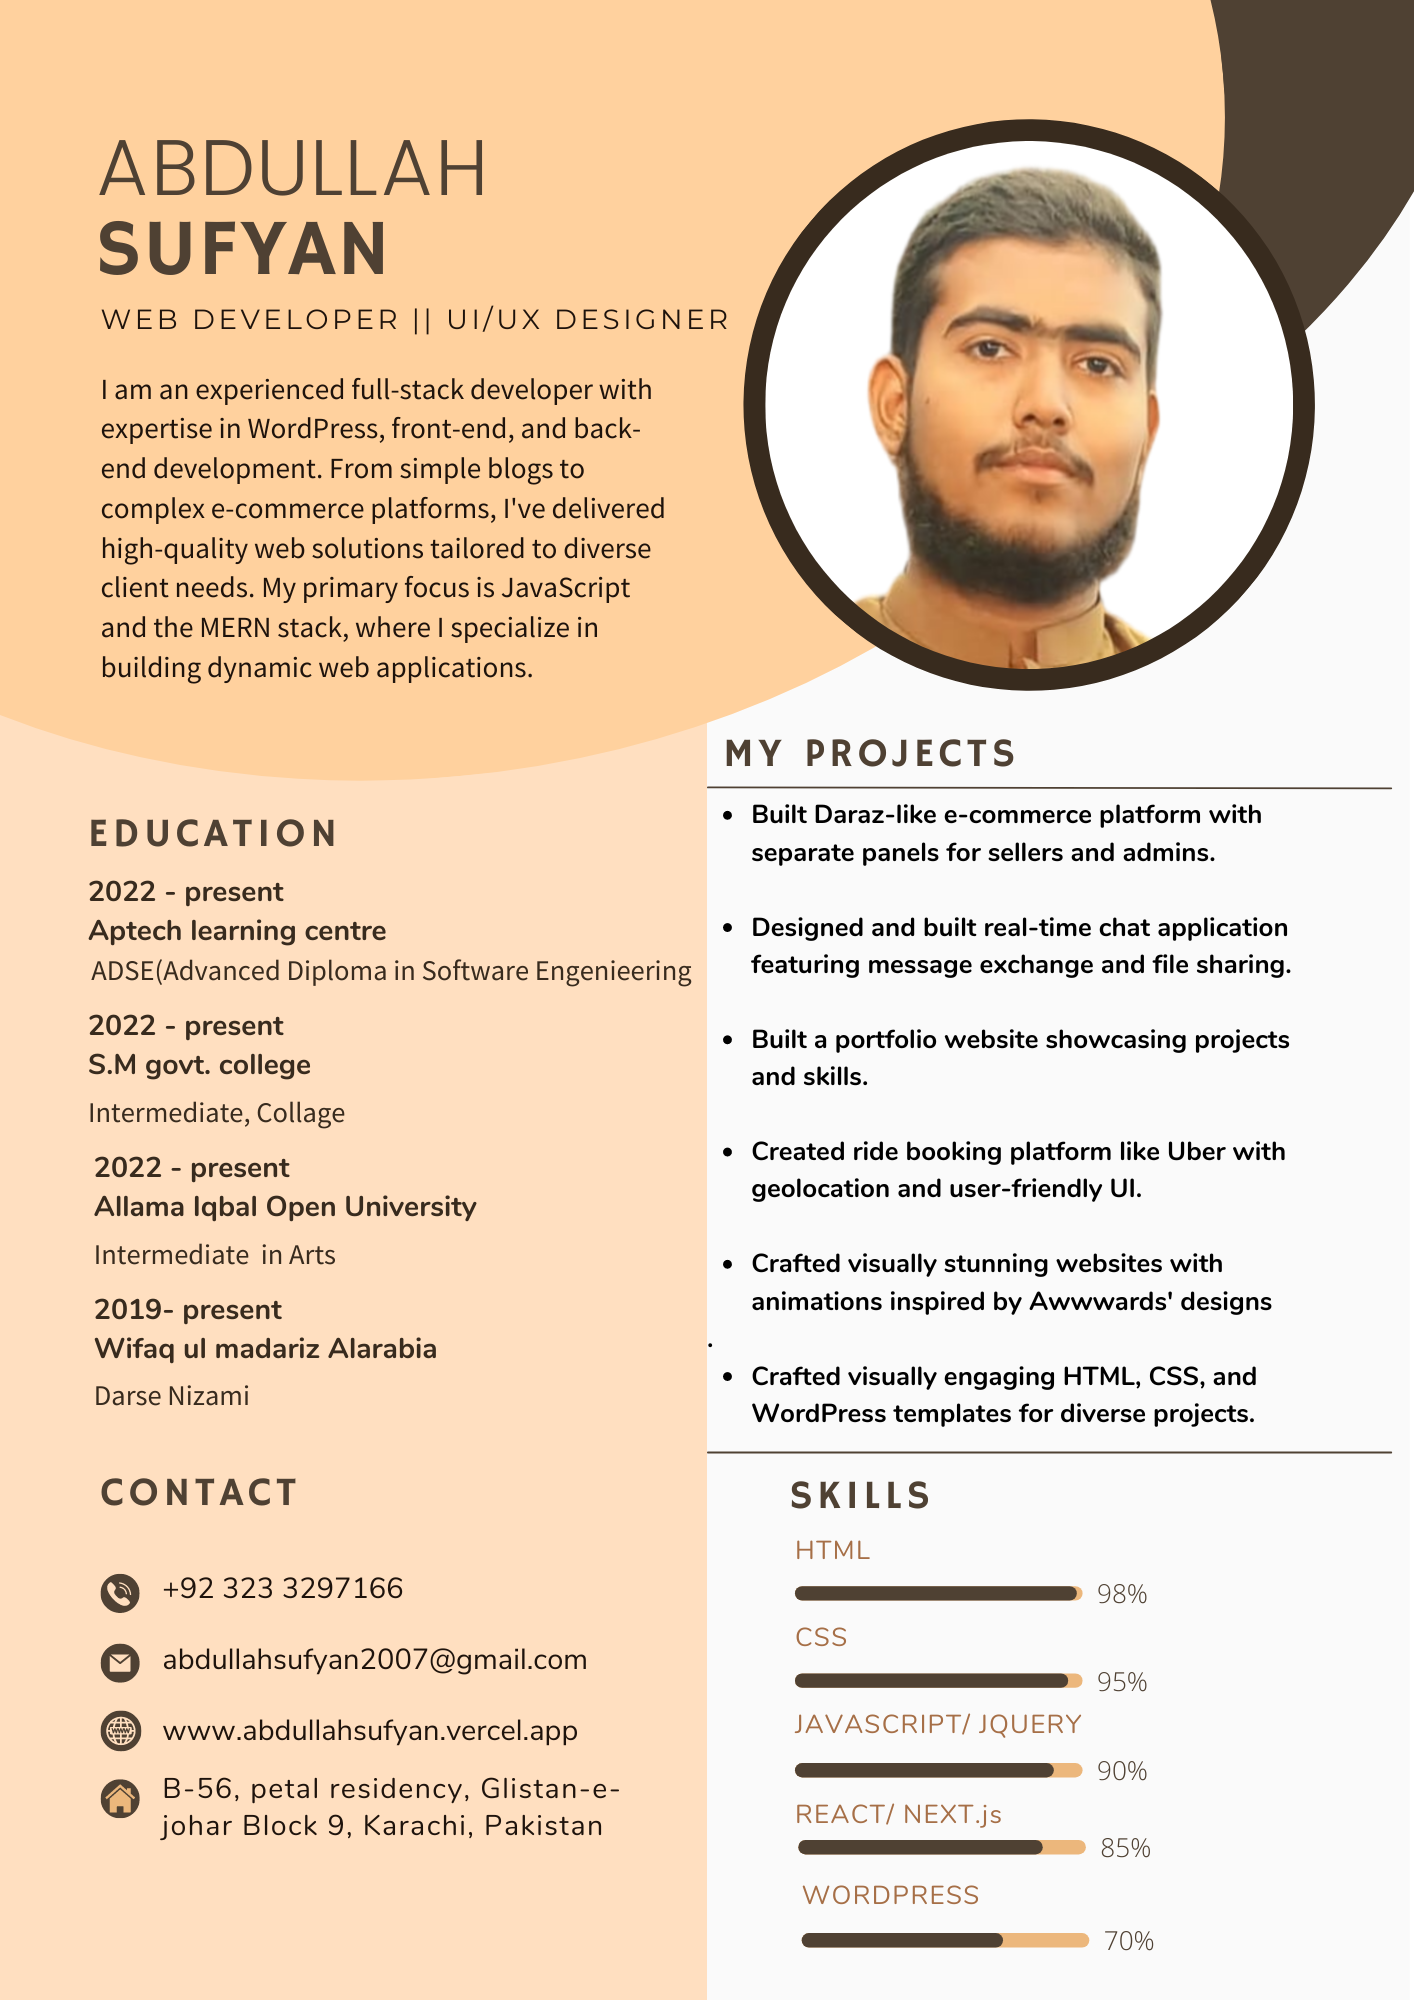 ABDULLAH
SUFYAN
WEB DEVELOPER || UI/UX DESIGNER
I am an experienced full-stack developer with
expertise in WordPress, front-end, and back-
end development. From simple blogs to
complex e-commerce platforms, I've delivered
high-quality web solutions tailored to diverse
client needs. My primary focus is JavaScript
and the MERN stack, where I specialize in
building dynamic web applications.
EDUCATION
2022 - present
Aptech learning centre
ADSE(Advanced Diploma in Software Engenieering
2022 - present
S.M govt. college
Intermediate, Collage
2022 - present
Allama Iqbal Open University
Intermediate  in Arts
2019- present
Wifaq ul madariz Alarabia
Darse Nizami
CONTACT
+92 323 3297166
abdullahsufyan2007@gmail.com
www.abdullahsufyan.vercel.app
B-56, petal residency, Glistan-e-
johar Block 9, Karachi, Pakistan
MY PROJECTS
• Built Daraz-like e-commerce platform with
separate panels for sellers and admins.
• Designed and built real-time chat application
featuring message exchange and file sharing.
• Built a portfolio website showcasing projects
and skills.
• Created ride booking platform like Uber with
geolocation and user-friendly UI.
• Crafted visually stunning websites with
animations inspired by Awwwards' designs
.
• Crafted visually engaging HTML, CSS, and
WordPress templates for diverse projects.
SKILLS
HTML
98%
CSS
95%
JAVASCRIPT/ JQUERY
90%
REACT/ NEXT.js
85%
WORDPRESS
70%